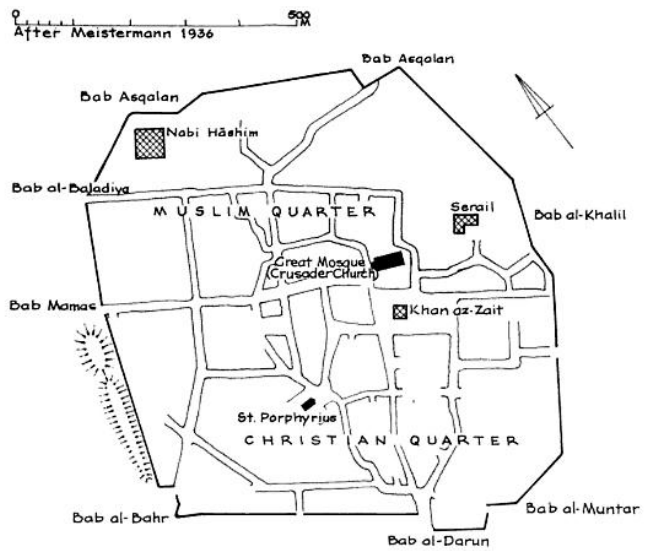 0 500
M
After Meistermann 1936
Bab Asqalan
Bab Asqalan
Nabi Hāshim
Bab al-Baladiya
MUSLIM QUARTER
Serail
Bab al-Khalil
Great Mosque
(Crusader Church)
Bab Mamas
Khan az-Zait
St. Porphyrius
CHRISTIAN QUARTER
Bab al-Bahr
Bab al-Muntar
Bab al-Darun